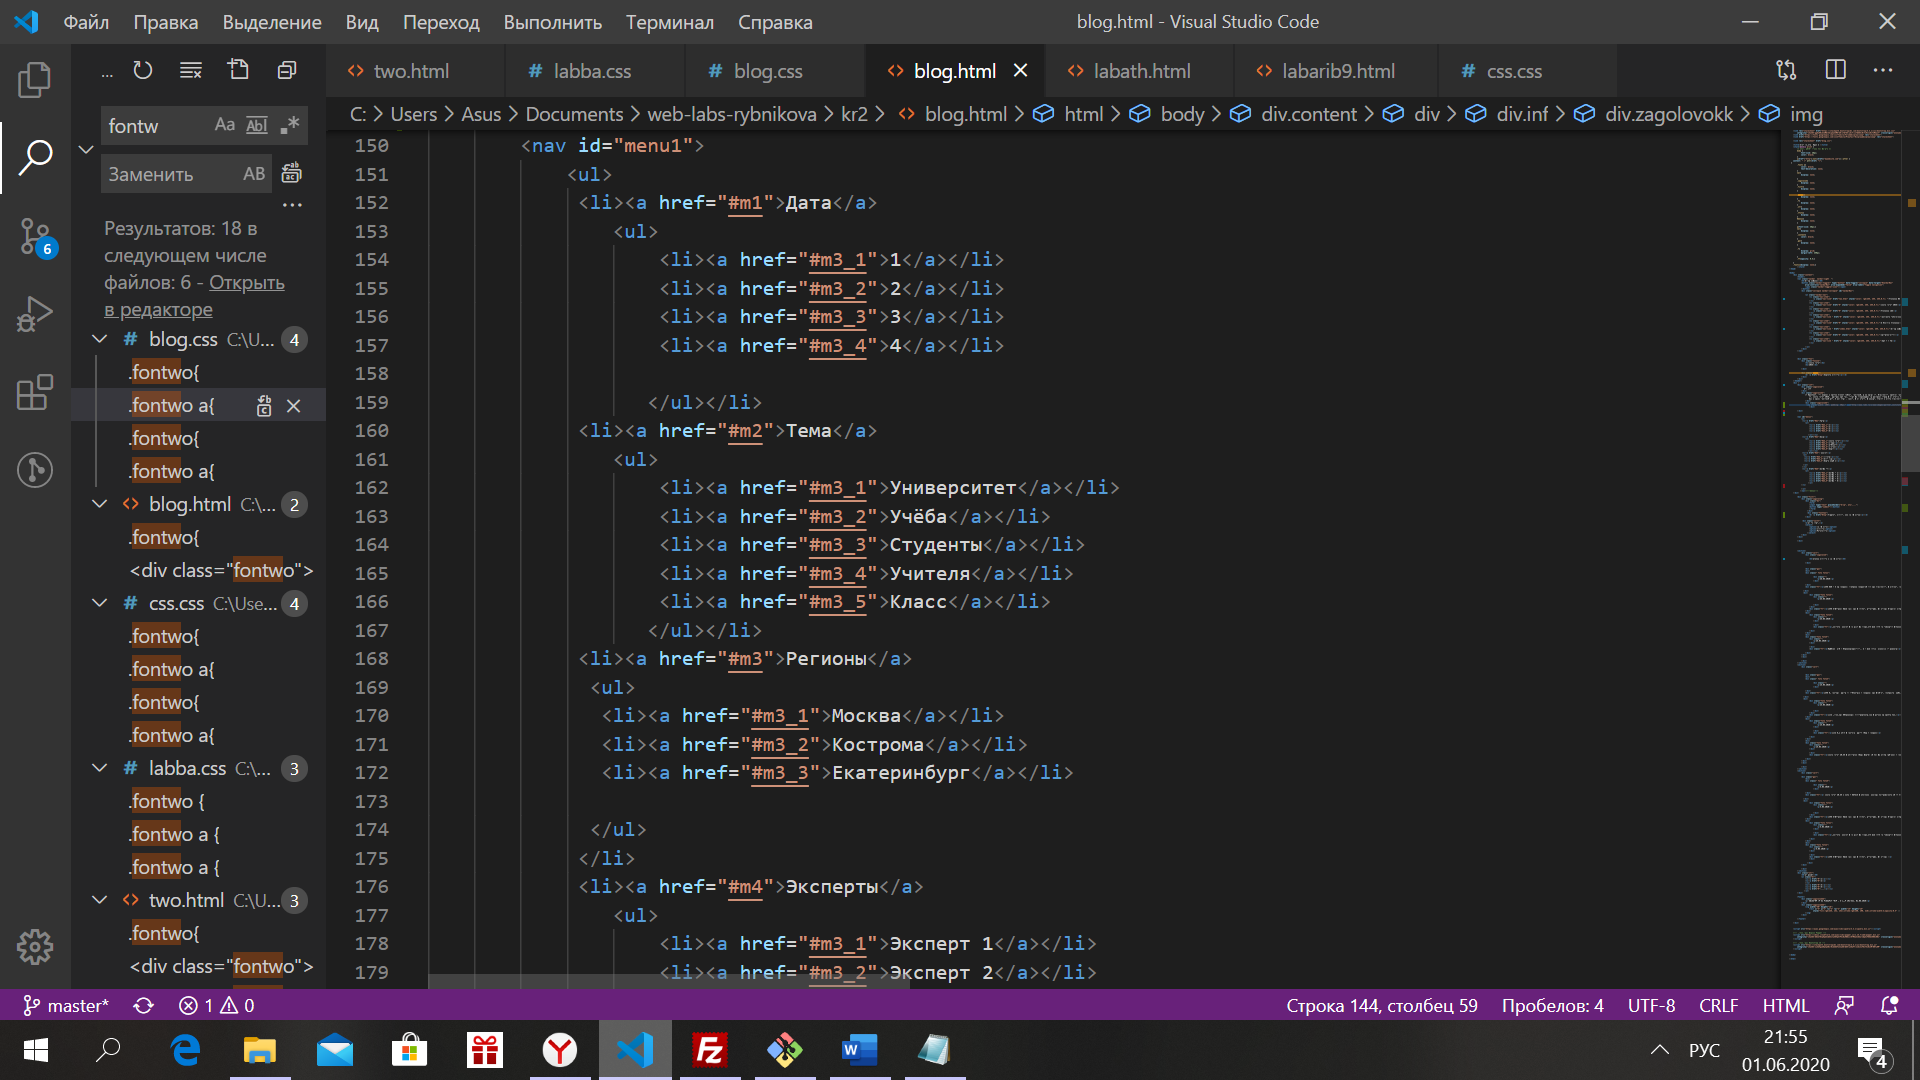 Файл Правка Выделение Вид Переход Выполнить Терминал Справка
blog.html - Visual Studio Code
...
two.html # labba.css # blog.css blog.html labath.html labarib9.html # css.css
C: > Users > Asus > Documents > web-labs-rybnikova > kr2 > blog.html > html > body > div.content > div > div.inf > div.zagolovokk > img
fontw
Заменить
AB
Результатов: 18 в
следующем числе
файлов: 6 - Открыть
в редакторе
# blog.css C:\U... 4
.fontwo{
.fontwo a{
.fontwo{
.fontwo a{
blog.html C:\... 2
.fontwo{
<div class="fontwo">
# css.css C:\Use... 4
.fontwo{
.fontwo a{
.fontwo{
.fontwo a{
# labba.css C:\... 3
.fontwo {
.fontwo a {
.fontwo a {
two.html C:\U... 3
.fontwo{
<div class="fontwo">
6
150 <nav id="menu1">
151 <ul>
152 <li><a href="#m1">Дата</a>
153 <ul>
154 <li><a href="#m3_1">1</a></li>
155 <li><a href="#m3_2">2</a></li>
156 <li><a href="#m3_3">3</a></li>
157 <li><a href="#m3_4">4</a></li>
158
159 </ul></li>
160 <li><a href="#m2">Тема</a>
161 <ul>
162 <li><a href="#m3_1">Университет</a></li>
163 <li><a href="#m3_2">Учёба</a></li>
164 <li><a href="#m3_3">Студенты</a></li>
165 <li><a href="#m3_4">Учителя</a></li>
166 <li><a href="#m3_5">Класс</a></li>
167 </ul></li>
168 <li><a href="#m3">Регионы</a>
169 <ul>
170 <li><a href="#m3_1">Москва</a></li>
171 <li><a href="#m3_2">Кострома</a></li>
172 <li><a href="#m3_3">Екатеринбург</a></li>
173
174 </ul>
175 </li>
176 <li><a href="#m4">Эксперты</a>
177 <ul>
178 <li><a href="#m3_1">Эксперт 1</a></li>
179 <li><a href="#m3_2">Эксперт 2</a></li>
master* 1 0
Строка 144, столбец 59 Пробелов: 4 UTF-8 CRLF HTML
РУС
21:55
01.06.2020
4